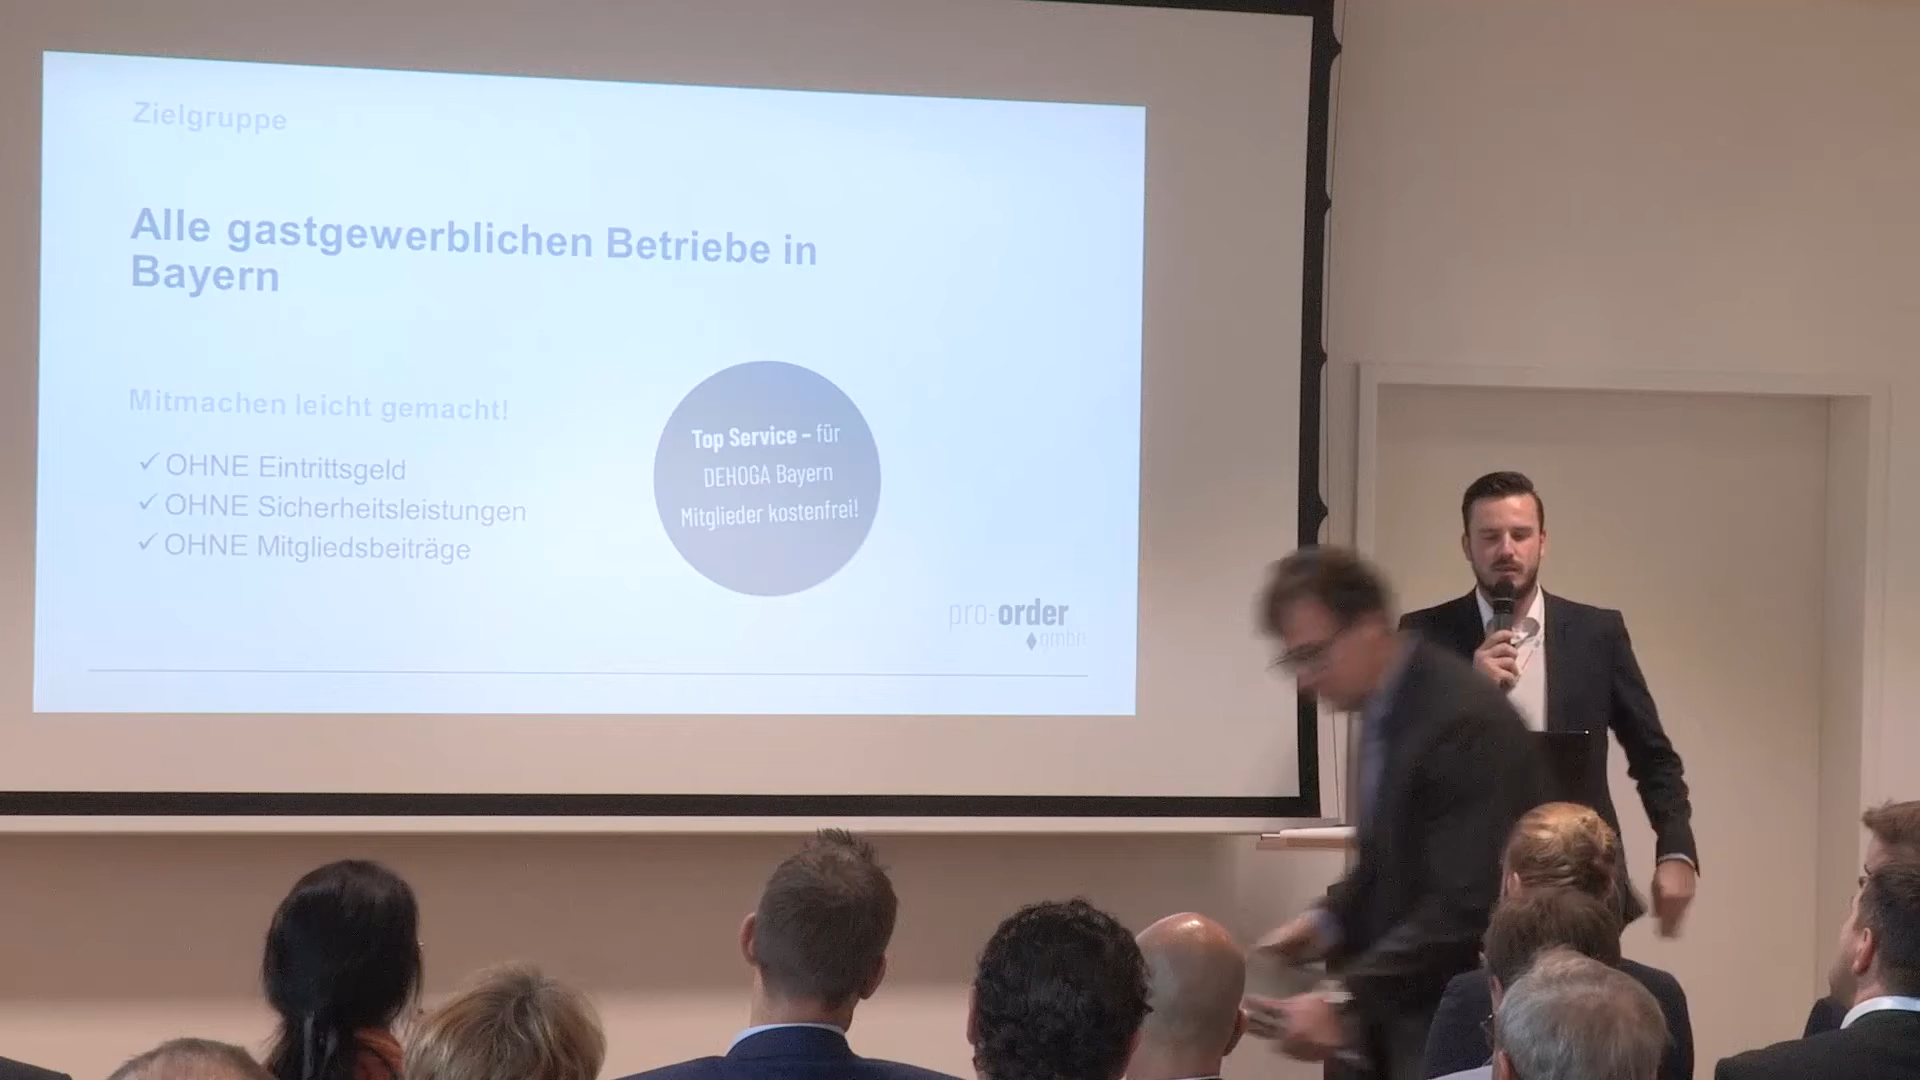 Zielgruppe
Alle gastgewerblichen Betriebe in
Bayern
Mitmachen leicht gemacht!
✓ OHNE Eintrittsgeld
✓ OHNE Sicherheitsleistungen
✓ OHNE Mitgliedsbeiträge
Top Service – für
DEHOGA Bayern
Mitglieder kostenfrei!
pro-order
gmbh